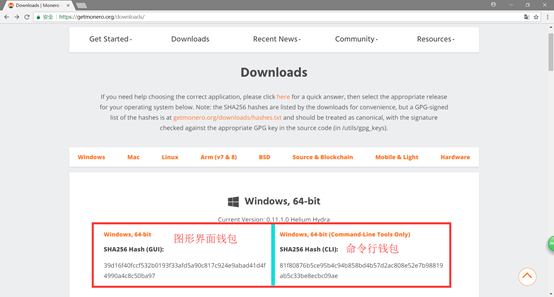 Downloads | Monero
安全
https://getmonero.org/downloads/
Get Started
Downloads
Recent News
Community
Resources
Downloads
If you need help choosing the correct application, please click here for a quick answer, then select the appropriate release
for your operating system below. Note: the SHA256 hashes are listed by the downloads for convenience, but a GPG-signed
list of the hashes is at getmonero.org/downloads/hashes.txt and should be treated as canonical, with the signature
checked against the appropriate GPG key in the source code (in /utils/gpg_keys).
Windows
Mac
Linux
Arm (v7 & 8)
BSD
Source & Blockchain
Mobile & Light
Hardware
Windows, 64-bit
Current Version: 0.11.1.0 Helium Hydra
Windows, 64-bit
图形界面钱包
SHA256 Hash (GUI):
39d16f40fccf532b0193f33afd5a90c817c924e9abad41d4f
4990a4c8c50ba97
Windows, 64-bit (Command-Line Tools Only)
SHA256 Hash (CLI):
命令行钱包
81f80876b5ce95b4c94b858bd4b57d2ac808e52e7b98819
ab5c33be8ecbc09ae